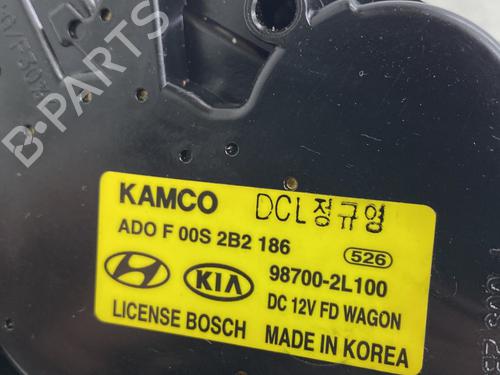 B-PARTS
KAMCO DCL정규영
ADO F 00S 2B2 186
526
98700-2L100
KIA
DC 12V FD WAGON
LICENSE BOSCH
MADE IN KOREA